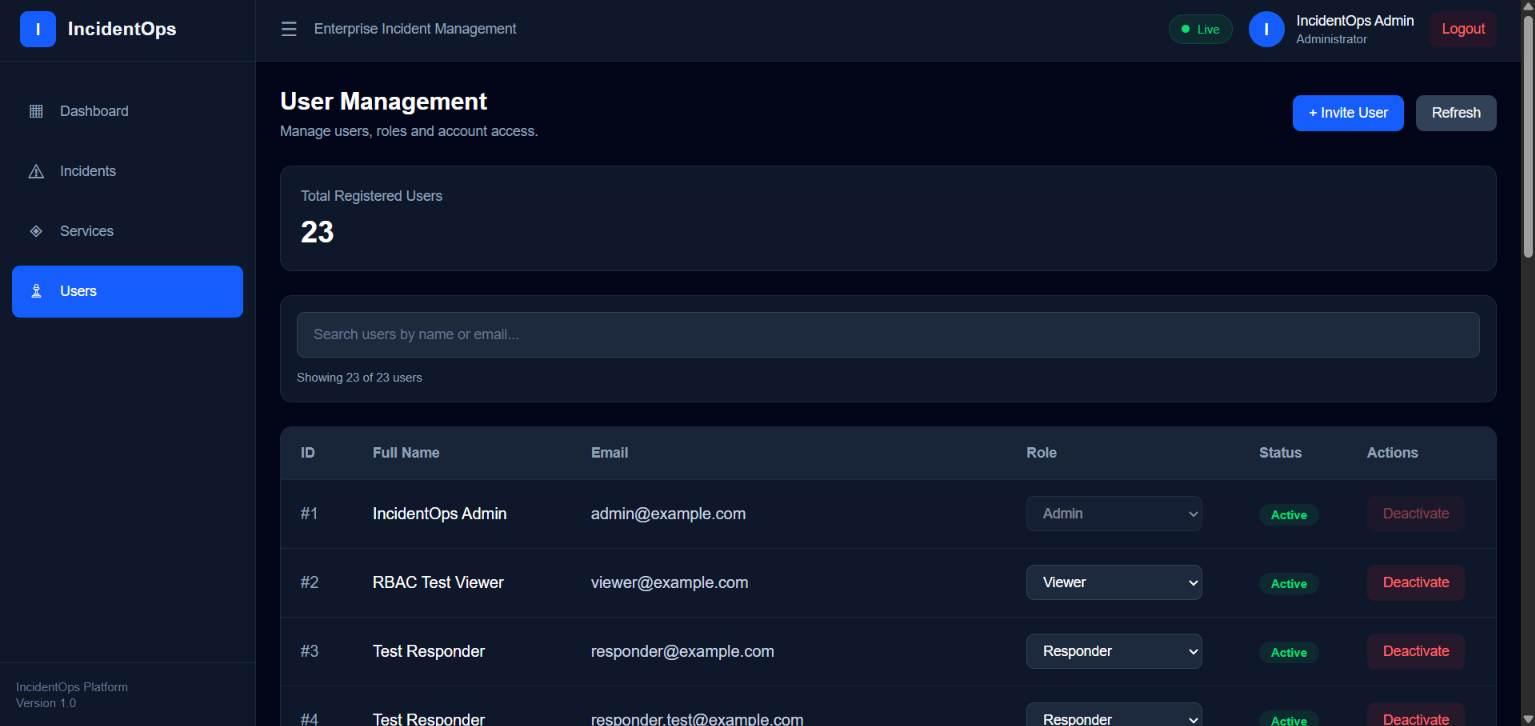 I IncidentOps
☰ Enterprise Incident Management
Live
I
IncidentOps Admin
Administrator
Logout
Dashboard
Incidents
Services
Users
IncidentOps Platform
Version 1.0
User Management
Manage users, roles and account access.
+ Invite User
Refresh
Total Registered Users
23
Search users by name or email...
Showing 23 of 23 users
ID Full Name Email Role Status Actions
#1 IncidentOps Admin admin@example.com Admin Active Deactivate
#2 RBAC Test Viewer viewer@example.com Viewer Active Deactivate
#3 Test Responder responder@example.com Responder Active Deactivate
#4 Test Responder responder.test@example.com Responder Active Deactivate